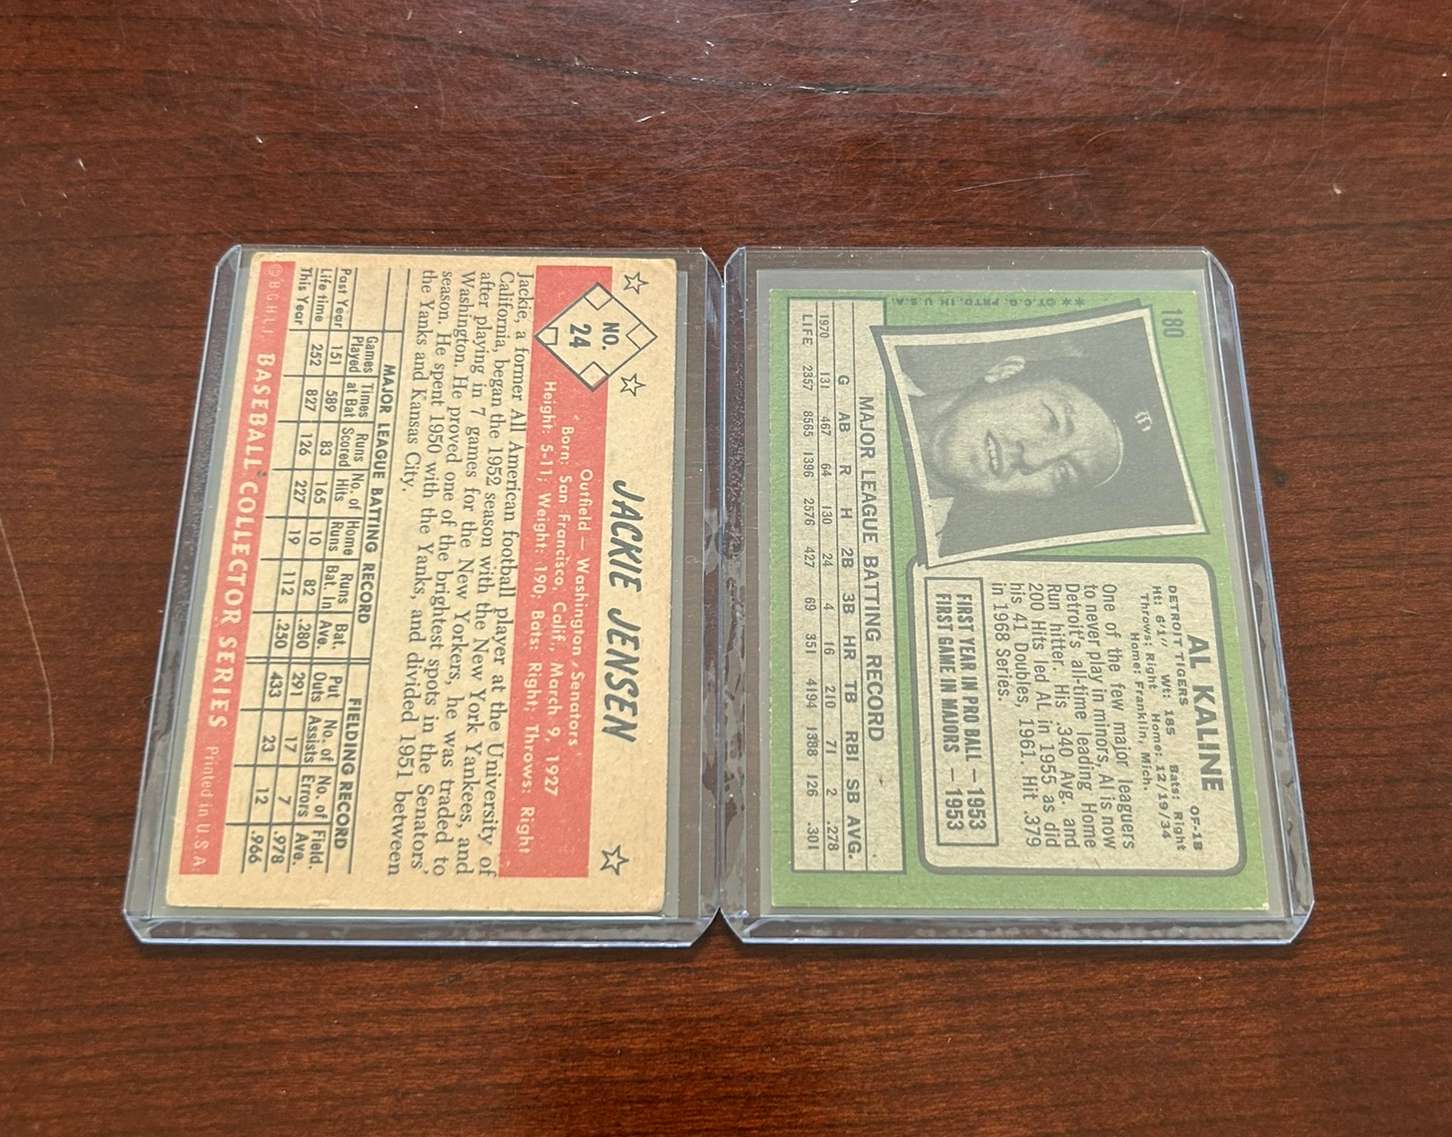 NO.
24
JACKIE JENSEN
Outfield — Washington Senators
Born: San Francisco, Calif., March 9, 1927
Height: 5-11; Weight: 190; Bats: Right; Throws: Right
Jackie, a former All American football player at the University of
California, began the 1952 season with the New York Yankees, and
after playing in 7 games for the New Yorkers, he was traded to
Washington. He proved one of the brightest spots in the Senators'
season. He spent 1950 with the Yanks, and divided 1951 between
the Yanks and Kansas City.
MAJOR LEAGUE BATTING RECORD FIELDING RECORD
Games Played Times at Bat Runs Scored No. of Hits Home Runs Runs Bat. In Bat. Ave. Put Outs No. of Assists No. of Errors Field. Ave.
Past Year 151 589 83 165 10 82 .280 291 17 7 .978
Life time 252 827 126 227 19 112 .250 433 23 12 .966
This Year
© B G H L I BASEBALL COLLECTOR SERIES Printed in U.S.A.
180
AL KALINE OF-1B
DETROIT TIGERS
Ht: 6'1" Wt: 185 Bats: Right
Throws: Right Home: 12/19/34
Home: Franklin, Mich.
One of the few major leaguers
to never play in minors, Al is now
Detroit's all-time leading Home
Run hitter. His .340 Avg. and
200 Hits led AL in 1955 as did
his 41 Doubles, 1961. Hit .379
in 1968 Series.
FIRST YEAR IN PRO BALL — 1953
FIRST GAME IN MAJORS — 1953
MAJOR LEAGUE BATTING RECORD
G AB R H 2B 3B HR TB RBI SB AVG.
1970 131 467 64 130 24 4 16 210 71 2 .278
LIFE 2357 8565 1396 2576 427 69 351 4194 1388 126 .301
** ©T.C.G. PRTD. IN U.S.A.